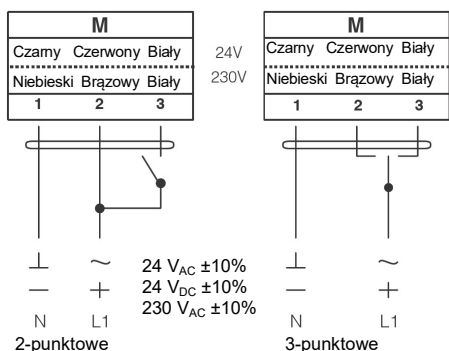 M
Czarny Czerwony Biały
Niebieski Brązowy Biały
1 2 3
24V
230V
M
Czarny Czerwony Biały
Niebieski Brązowy Biały
1 2 3
⊥ ~
— +
N L1
2-punktowe
24 VAC ±10%
24 VDC ±10%
230 VAC ±10%
⊥ ~
— +
N L1
3-punktowe